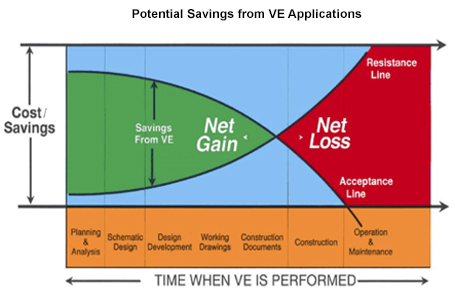 Potential Savings from VE Applications
Resistance
Line
Cost/
Savings
Savings
From VE
Net
Gain
Net
Loss
Acceptance
Line
Planning
&
Analysis
Schematic
Design
Design
Development
Working
Drawings
Construction
Documents
Construction
Operation
&
Maintenance
TIME WHEN VE IS PERFORMED